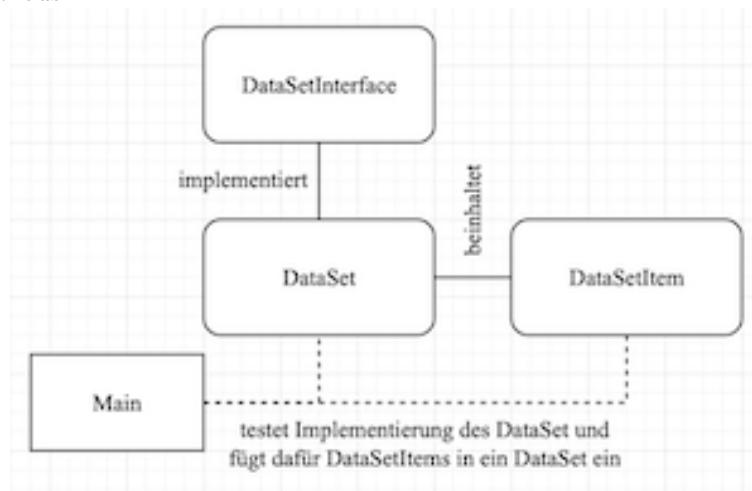 DataSetInterface
implementiert
beinhaltet
DataSet
DataSetItem
Main
testet Implementierung des DataSet und
fügt dafür DataSetItems in ein DataSet ein